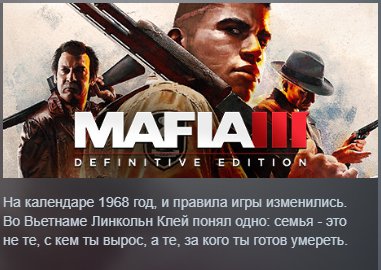 MAFIA III
DEFINITIVE EDITION
На календаре 1968 год, и правила игры изменились.
Во Вьетнаме Линкольн Клей понял одно: семья - это
не те, с кем ты вырос, а те, за кого ты готов умереть.